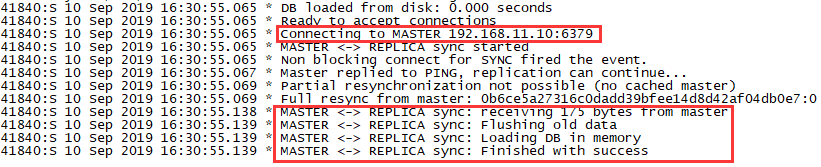 41840:S 10 Sep 2019 16:30:55.065 * DB loaded from disk: 0.000 seconds
41840:S 10 Sep 2019 16:30:55.065 * Ready to accept connections
41840:S 10 Sep 2019 16:30:55.065 * Connecting to MASTER 192.168.11.10:6379
41840:S 10 Sep 2019 16:30:55.065 * MASTER <-> REPLICA sync started
41840:S 10 Sep 2019 16:30:55.065 * Non blocking connect for SYNC fired the event.
41840:S 10 Sep 2019 16:30:55.067 * Master replied to PING, replication can continue...
41840:S 10 Sep 2019 16:30:55.069 * Partial resynchronization not possible (no cached master)
41840:S 10 Sep 2019 16:30:55.069 * Full resync from master: 0b6ce5a27316c0dadd39bfee14d8d42af04db0e7:0
41840:S 10 Sep 2019 16:30:55.138 * MASTER <-> REPLICA sync: receiving 175 bytes from master
41840:S 10 Sep 2019 16:30:55.139 * MASTER <-> REPLICA sync: Flushing old data
41840:S 10 Sep 2019 16:30:55.139 * MASTER <-> REPLICA sync: Loading DB in memory
41840:S 10 Sep 2019 16:30:55.139 * MASTER <-> REPLICA sync: Finished with success